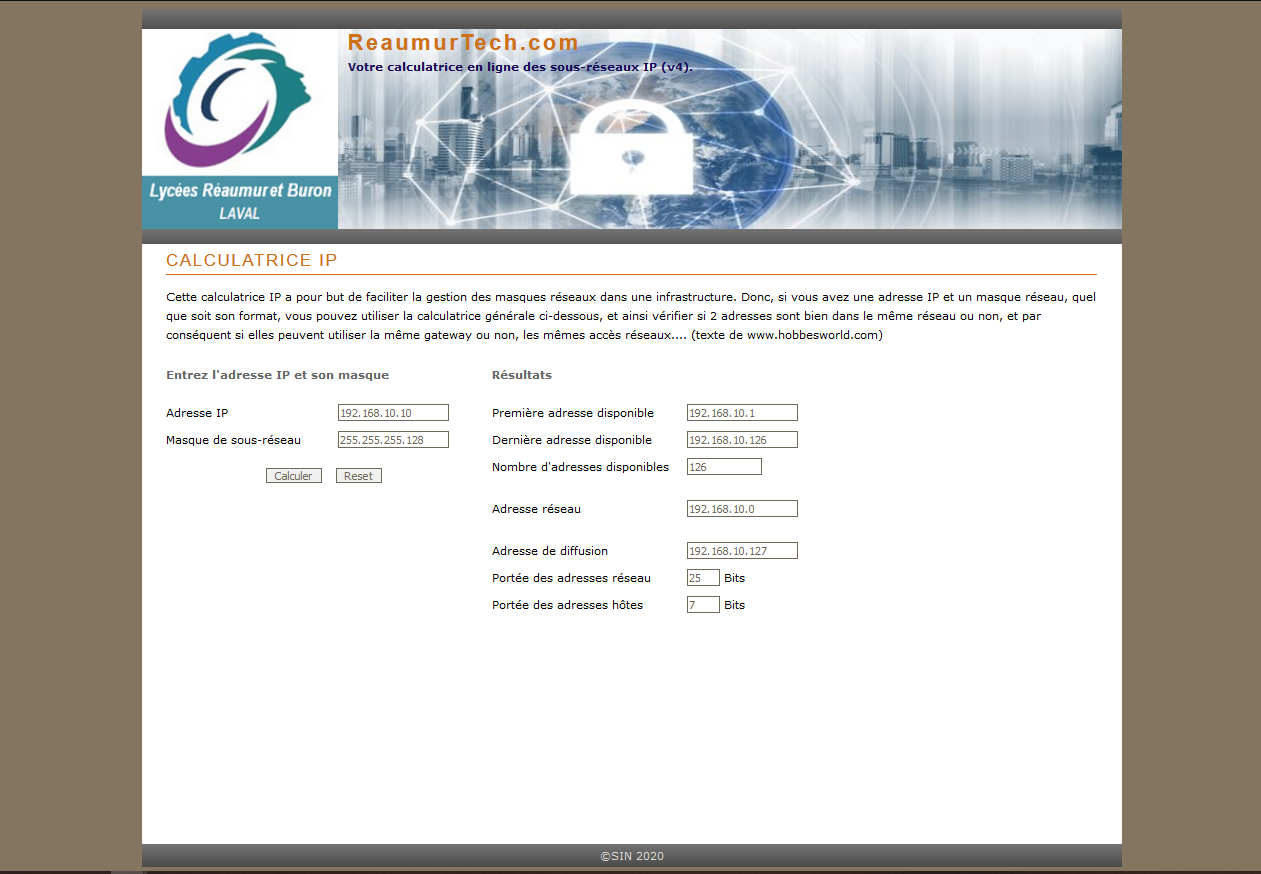 ReaumurTech.com
Votre calculatrice en ligne des sous-réseaux IP (v4).
Lycées Réaumur et Buron
LAVAL
CALCULATRICE IP
Cette calculatrice IP a pour but de faciliter la gestion des masques réseaux dans une infrastructure. Donc, si vous avez une adresse IP et un masque réseau, quel
que soit son format, vous pouvez utiliser la calculatrice générale ci-dessous, et ainsi vérifier si 2 adresses sont bien dans le même réseau ou non, et par
conséquent si elles peuvent utiliser la même gateway ou non, les mêmes accès réseaux.... (texte de www.hobbesworld.com)
Entrez l'adresse IP et son masque
Adresse IP 192.168.10.10
Masque de sous-réseau 255.255.255.128
Calculer Reset
Résultats
Première adresse disponible 192.168.10.1
Dernière adresse disponible 192.168.10.126
Nombre d'adresses disponibles 126
Adresse réseau 192.168.10.0
Adresse de diffusion 192.168.10.127
Portée des adresses réseau 25 Bits
Portée des adresses hôtes 7 Bits
©SIN 2020